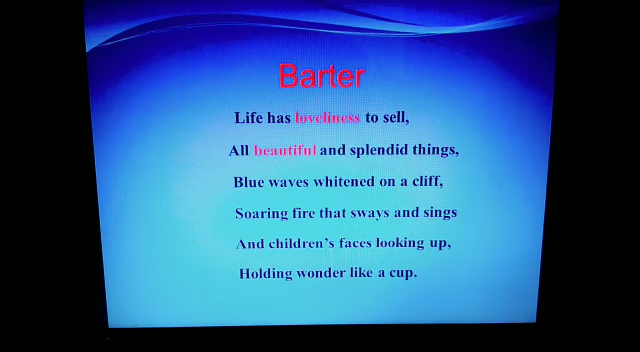 Barter
Life has loveliness to sell,
All beautiful and splendid things,
Blue waves whitened on a cliff,
Soaring fire that sways and sings
And children's faces looking up,
Holding wonder like a cup.